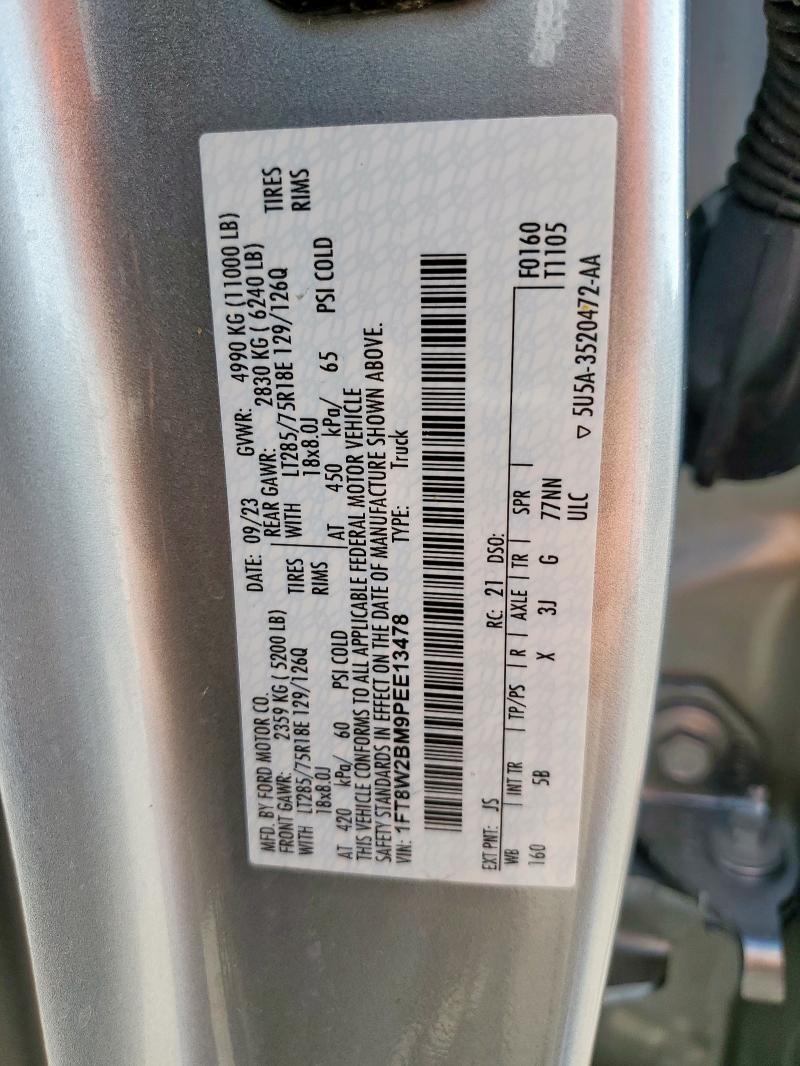 MFD. BY FORD MOTOR CO.
DATE: 09/23 GVWR: 4990 KG (11000 LB)
FRONT GAWR: 2359 KG ( 5200 LB) REAR GAWR: 2830 KG ( 6240 LB)
WITH LT285/75R18E 129/126Q TIRES WITH LT285/75R18E 129/126Q TIRES
18x8.0J RIMS 18x8.0J RIMS
AT 420 kPa/ 60 PSI COLD AT 450 kPa/ 65 PSI COLD
THIS VEHICLE CONFORMS TO ALL APPLICABLE FEDERAL MOTOR VEHICLE
SAFETY STANDARDS IN EFFECT ON THE DATE OF MANUFACTURE SHOWN ABOVE.
VIN: 1FT8W2BM9PEE13478 TYPE: Truck
EXT PNT: JS RC: 21 DSO:
WB INT TR TP/PS R AXLE TR SPR F0160
160 5B X 3J G 77NN T1105
ULC
▽ 5U5A-3520472-AA